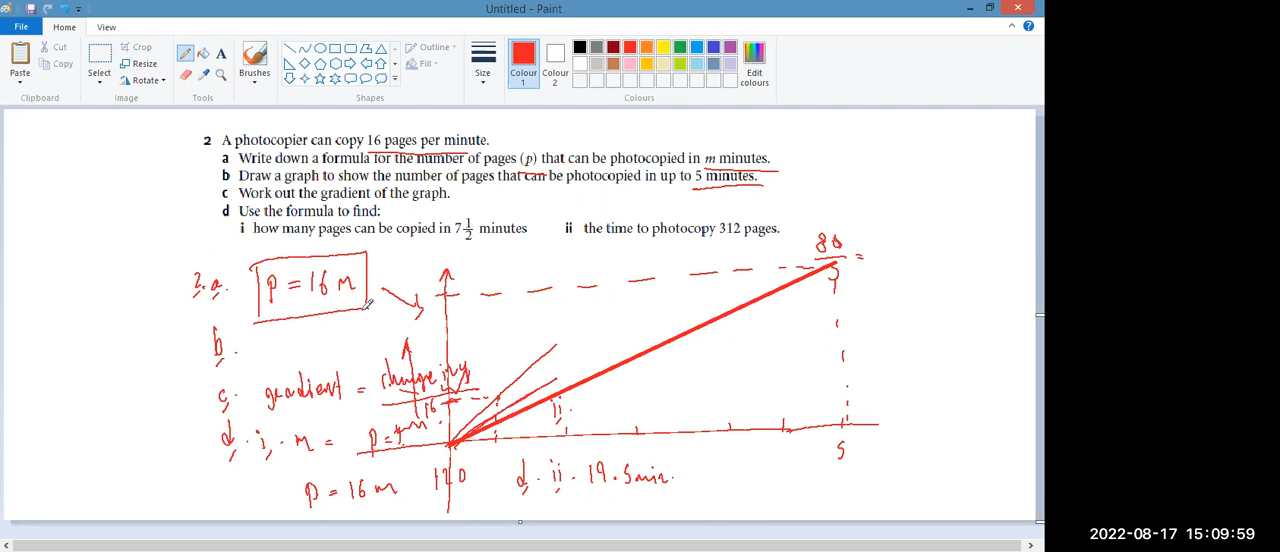 Untitled - Paint
File Home View
Paste Cut Copy Select Crop Resize Rotate Brushes Outline Fill Size Colour 1 Colour 2 Edit colours
Clipboard Image Tools Shapes Colours
2 A photocopier can copy 16 pages per minute.
a Write down a formula for the number of pages (p) that can be photocopied in m minutes.
b Draw a graph to show the number of pages that can be photocopied in up to 5 minutes.
c Work out the gradient of the graph.
d Use the formula to find:
i how many pages can be copied in 7 1/2 minutes ii the time to photocopy 312 pages.
80
2. a. P = 16 m
b.
c. gradient = change in y
16
d. i. m = P = m ii.
5
P = 16 m 120 d. ii. 19.5 min.
2022-08-17 15:09:59